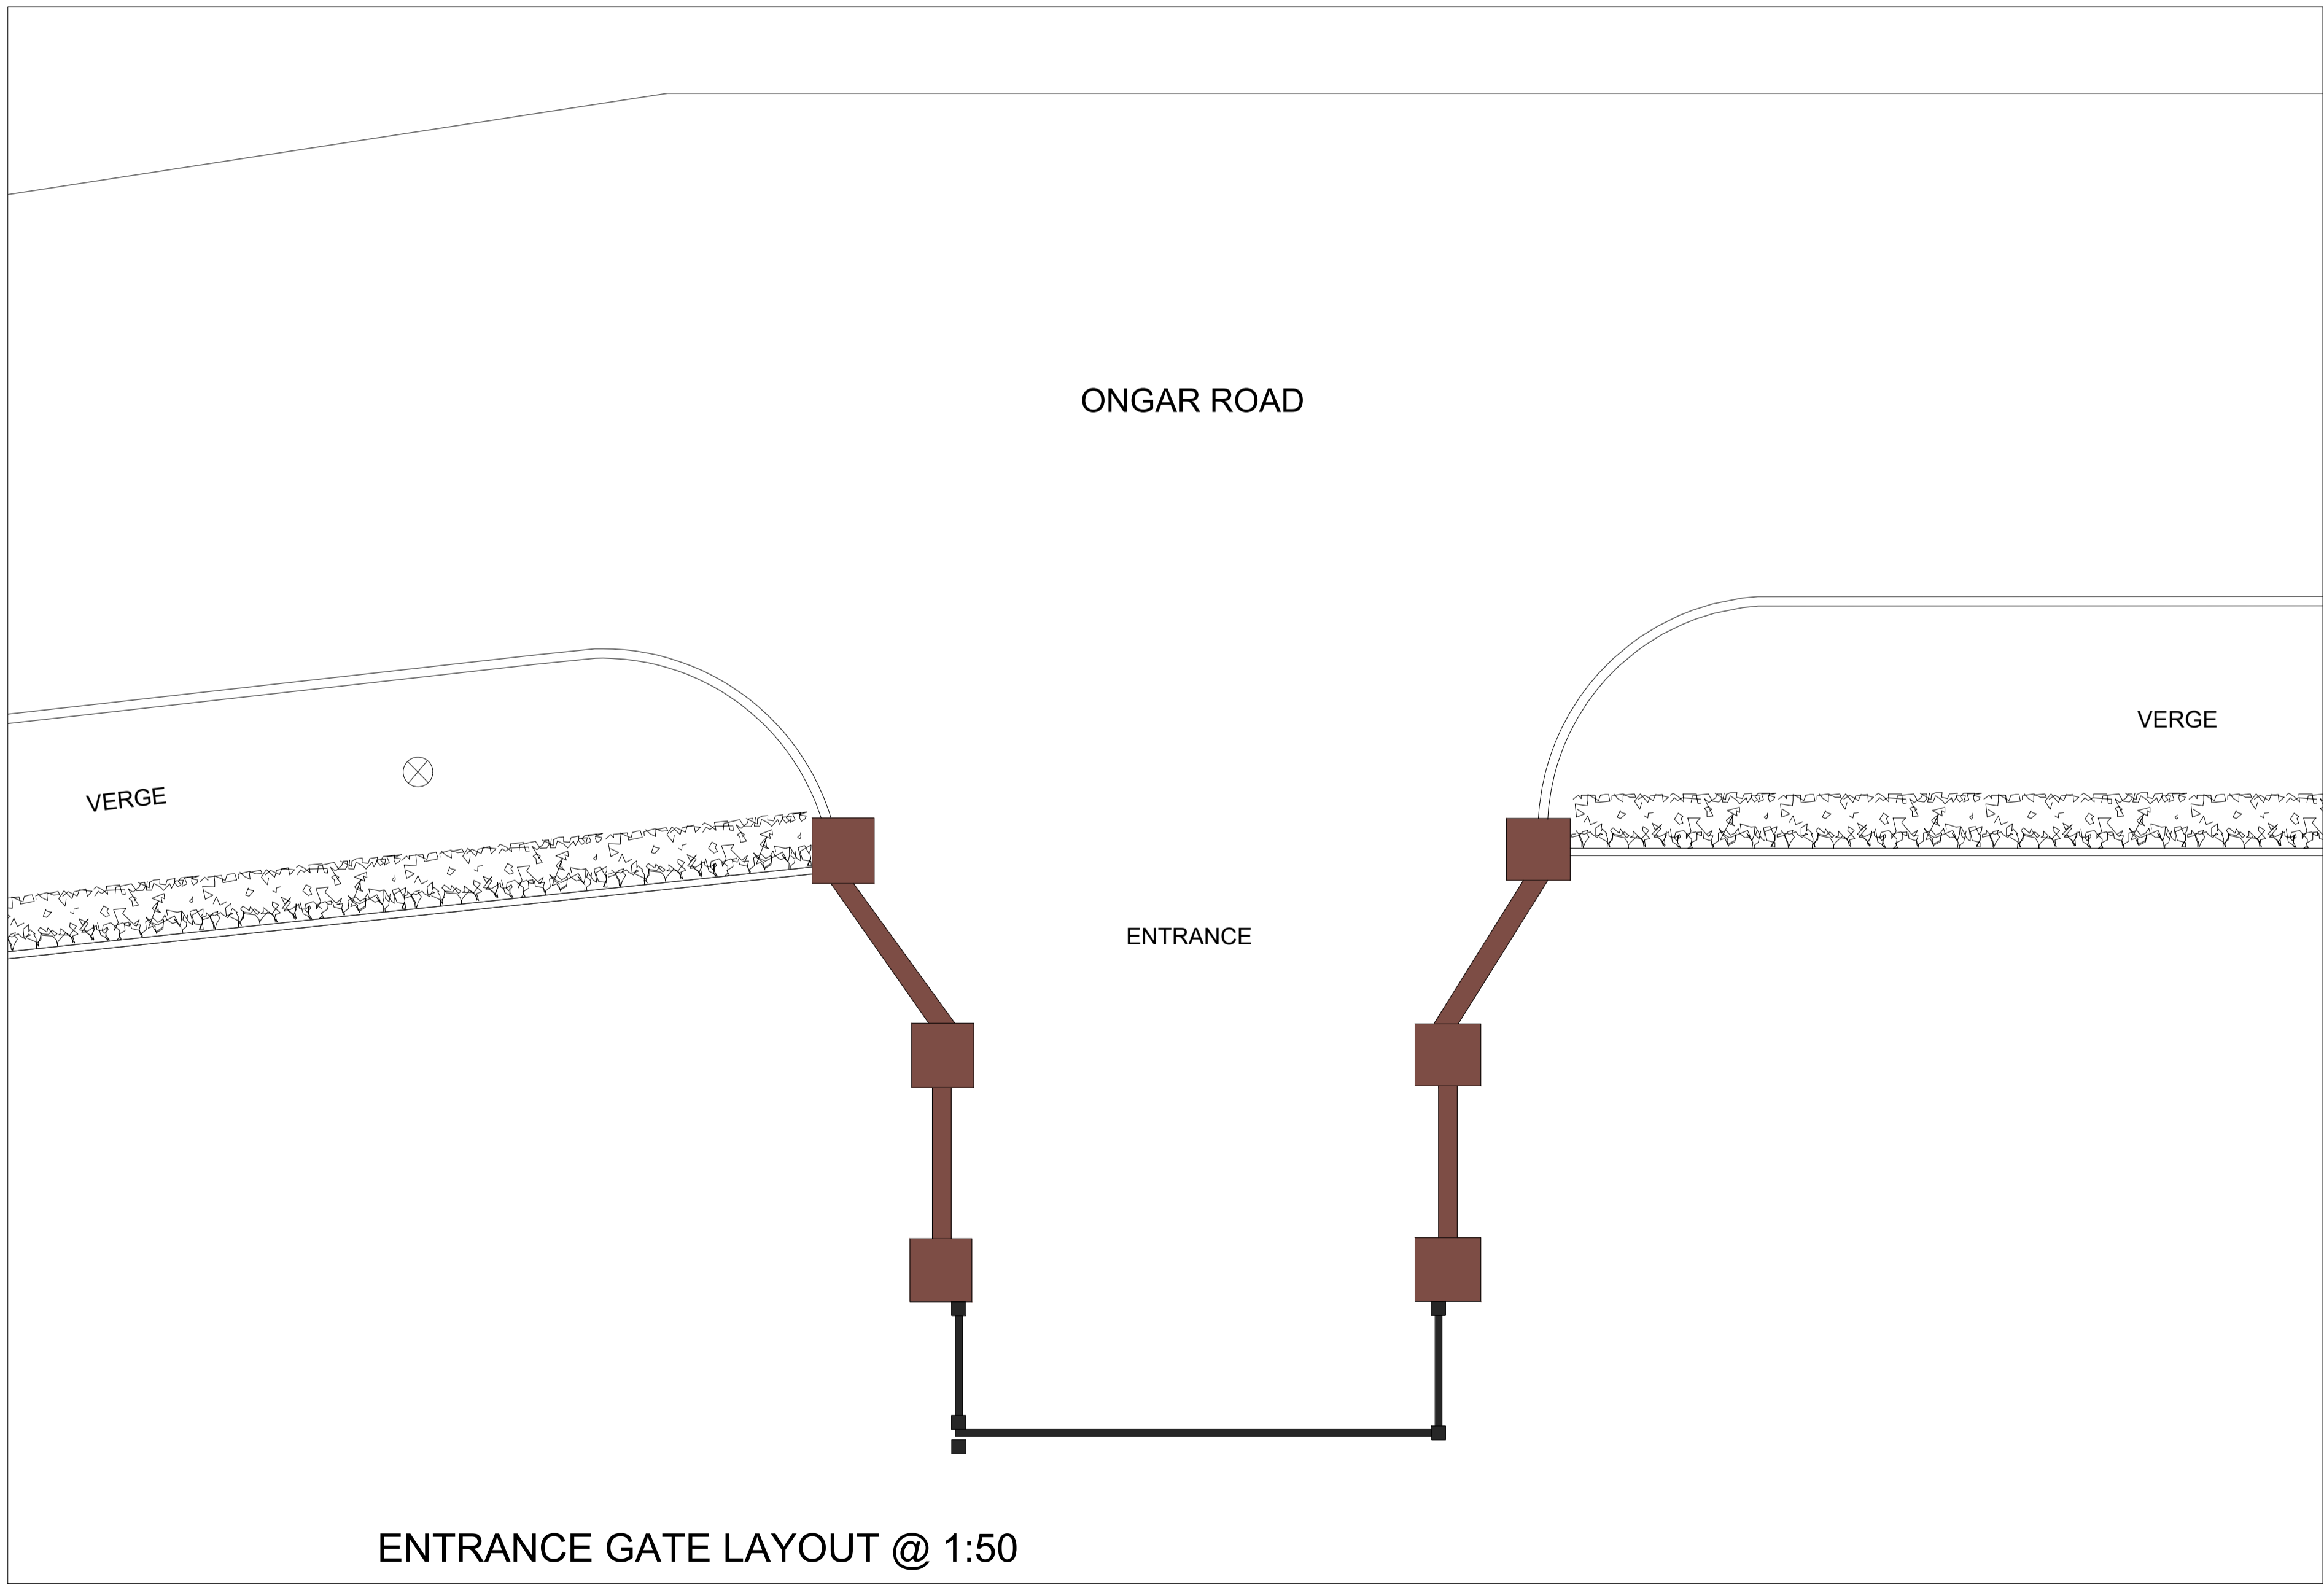 ONGAR ROAD
VERGE
VERGE
ENTRANCE
ENTRANCE GATE LAYOUT @ 1:50